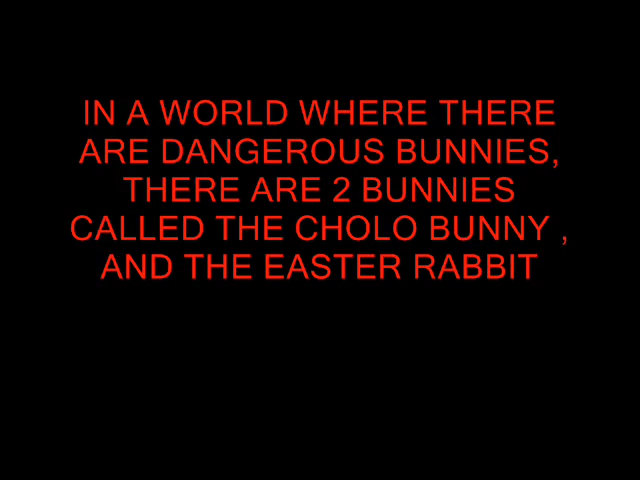 IN A WORLD WHERE THERE
ARE DANGEROUS BUNNIES,
THERE ARE 2 BUNNIES
CALLED THE CHOLO BUNNY ,
AND THE EASTER RABBIT